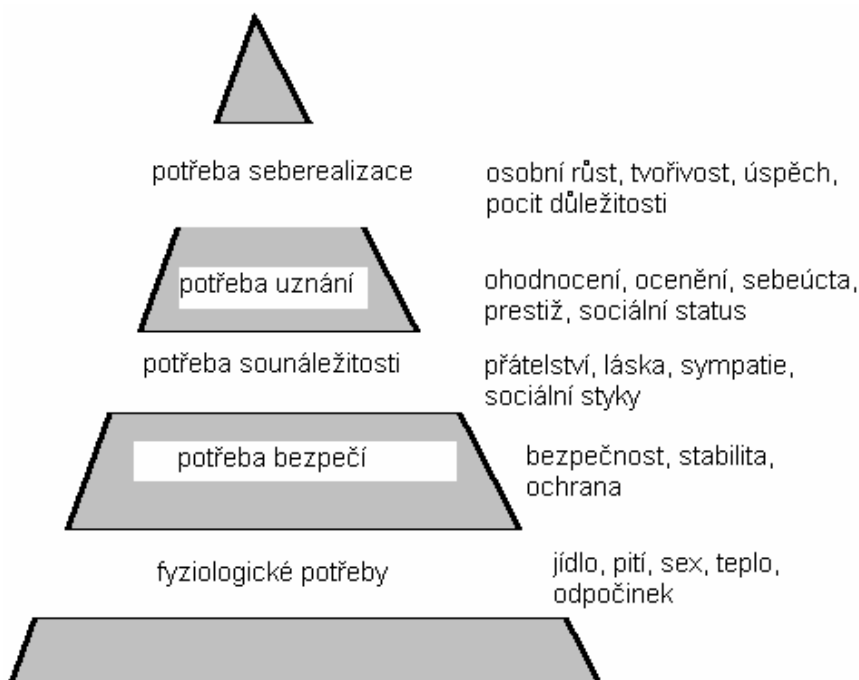 potřeba seberealizace
osobní růst, tvořivost, úspěch,
pocit důležitosti
potřeba uznání
ohodnocení, ocenění, sebeúcta,
prestiž, sociální status
potřeba sounáležitosti
přátelství, láska, sympatie,
sociální styky
potřeba bezpečí
bezpečnost, stabilita,
ochrana
fyziologické potřeby
jídlo, pití, sex, teplo,
odpočinek